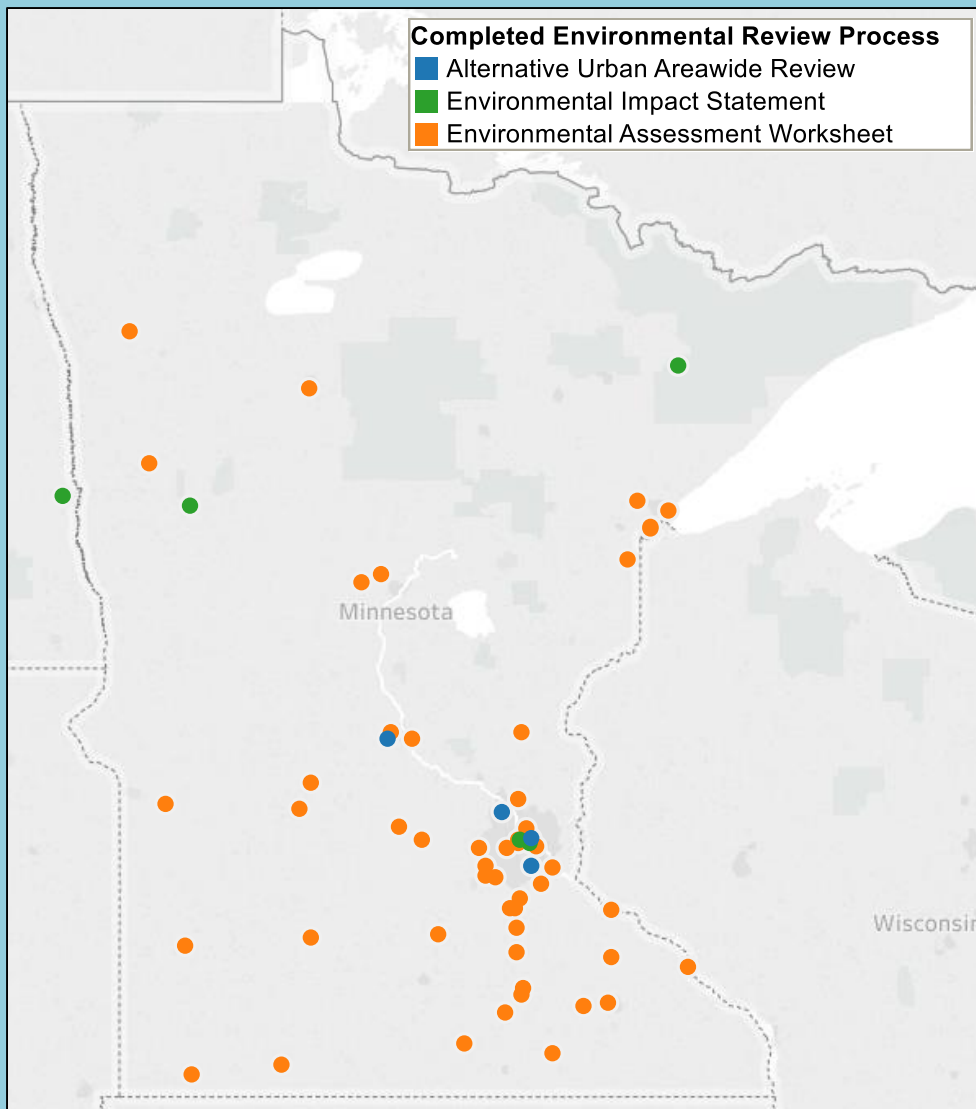 Completed Environmental Review Process
Alternative Urban Areawide Review
Environmental Impact Statement
Environmental Assessment Worksheet
Minnesota
Wisconsin